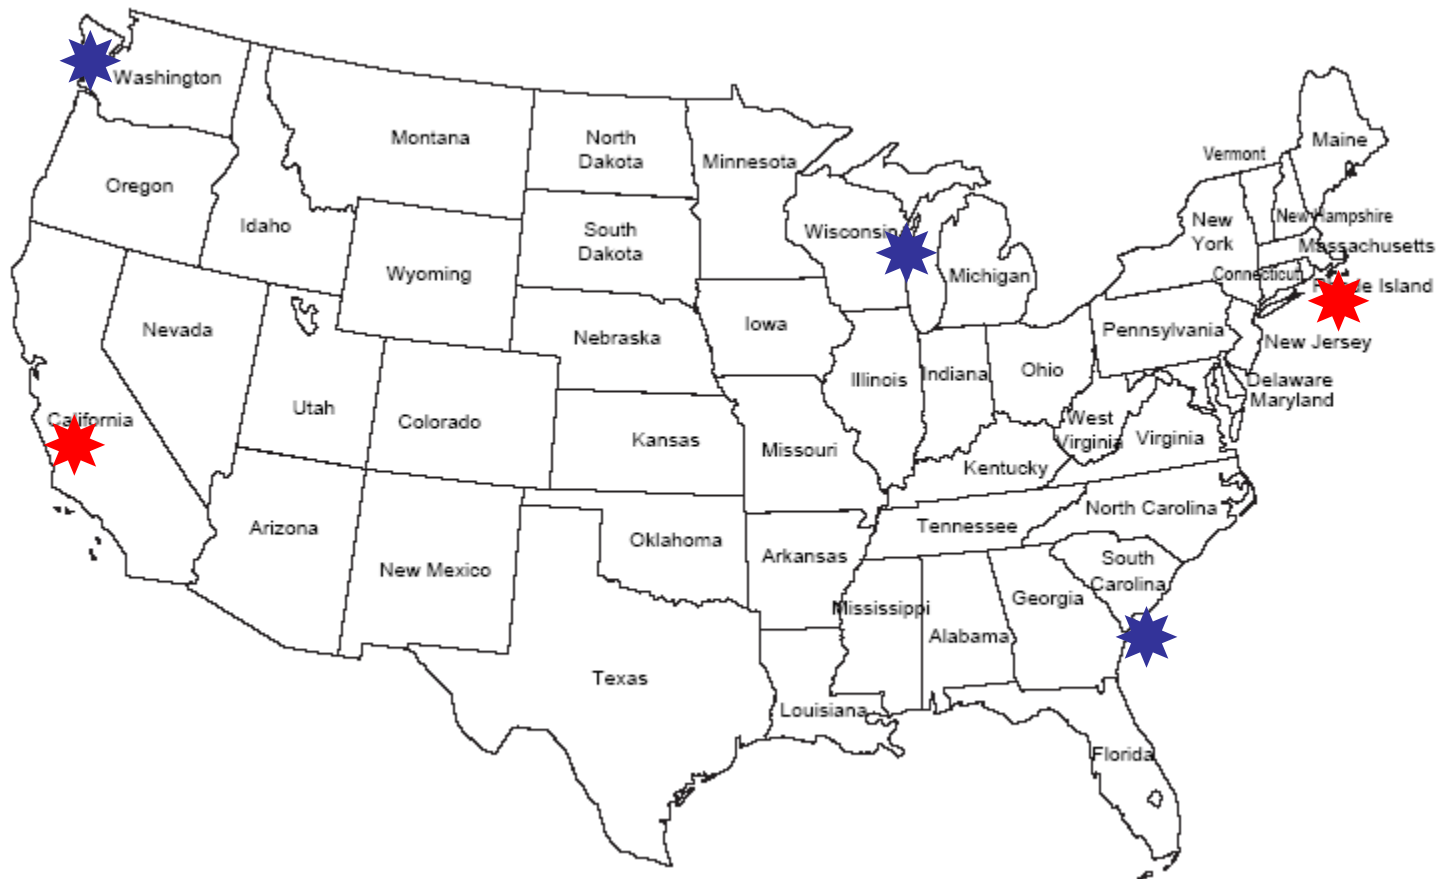 Washington
Montana
North
Dakota
Minnesota
Vermont
Maine
Oregon
Idaho
South
Dakota
Wisconsin
New
York
New Hampshire
Massachusetts
Wyoming
Michigan
Connecticut
Island
Nevada
Nebraska
Iowa
Pennsylvania
New Jersey
Illinois
Indiana
Ohio
Delaware
Maryland
California
Utah
Colorado
Kansas
Missouri
West
Virginia
Virginia
Kentucky
Arizona
New Mexico
Oklahoma
Arkansas
Tennessee
North Carolina
South
Carolina
Mississippi
Alabama
Georgia
Texas
Louisiana
Florida